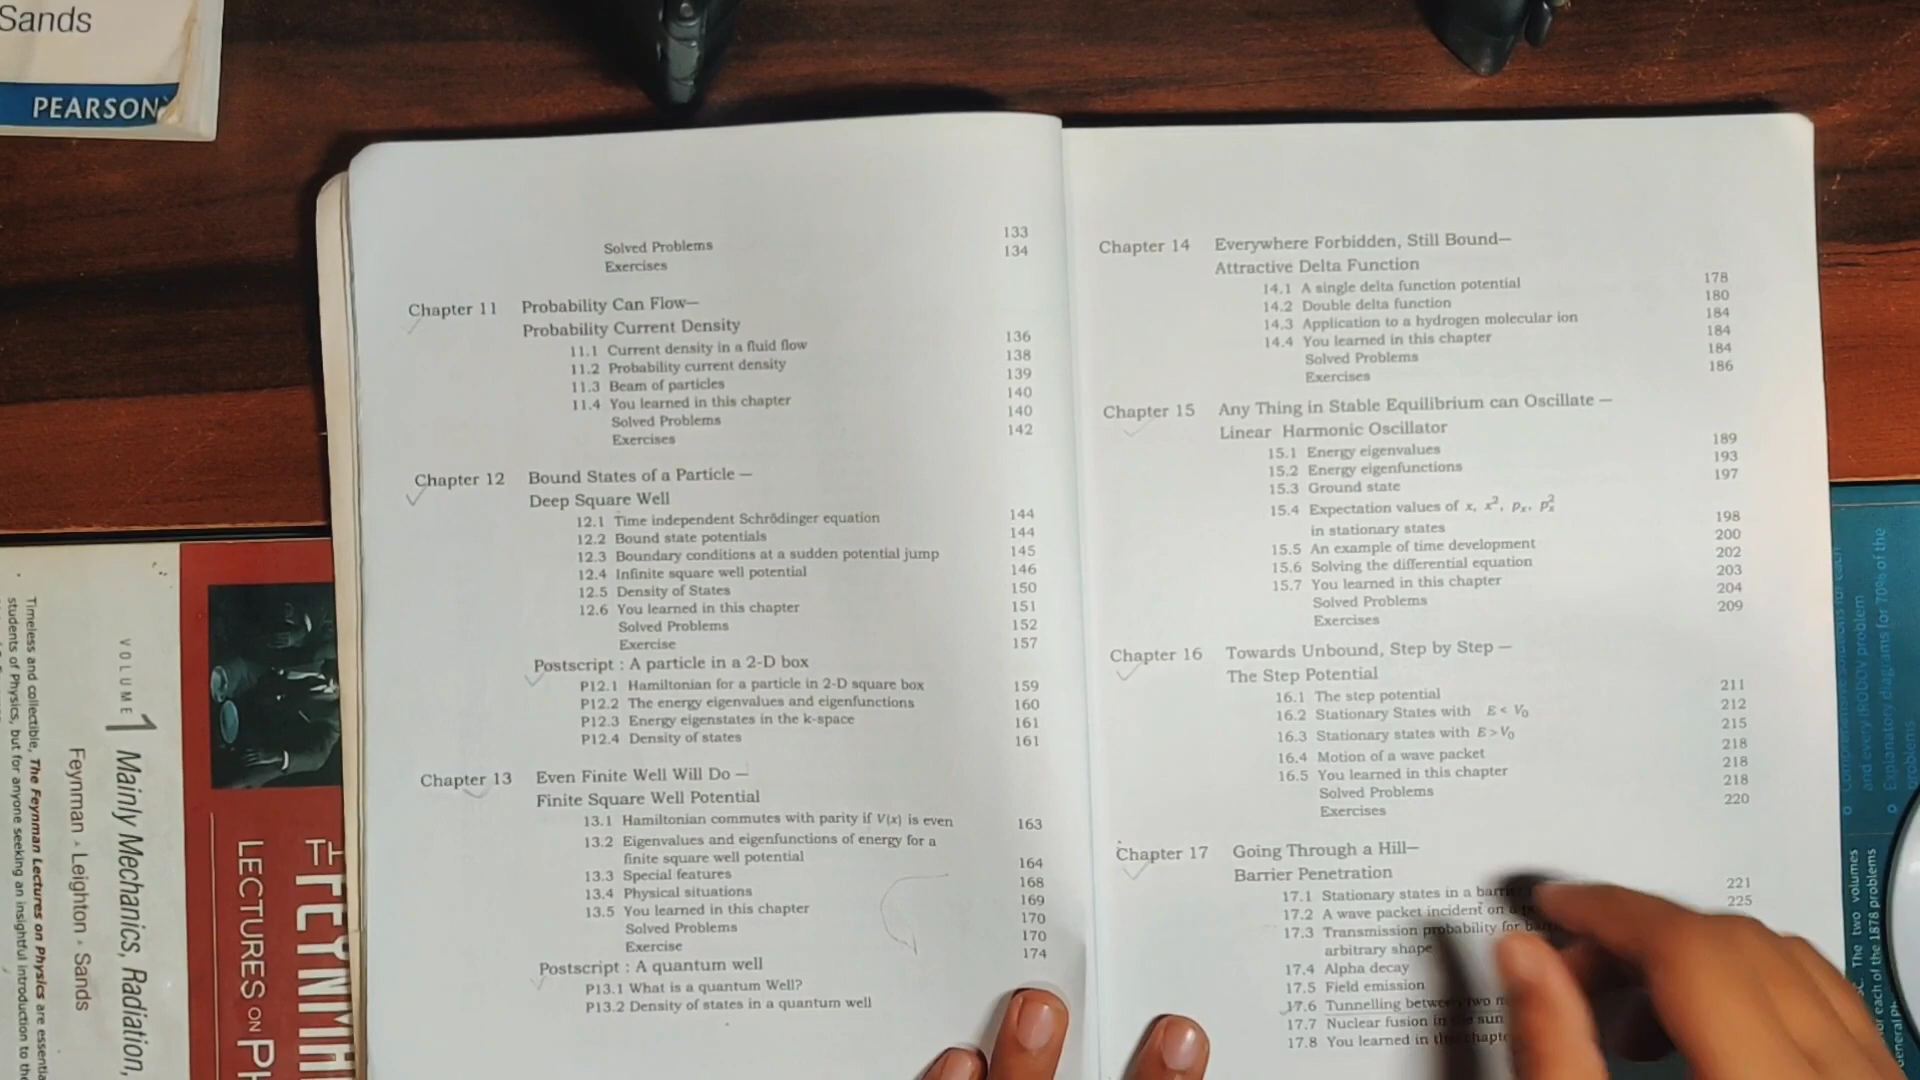 Sands
PEARSON
Solved Problems 133
Exercises 134
Chapter 11 Probability Can Flow—
Probability Current Density
11.1 Current density in a fluid flow 136
11.2 Probability current density 138
11.3 Beam of particles 139
11.4 You learned in this chapter 140
Solved Problems 140
Exercises 142
Chapter 12 Bound States of a Particle —
Deep Square Well
12.1 Time independent Schrödinger equation 144
12.2 Bound state potentials 144
12.3 Boundary conditions at a sudden potential jump 145
12.4 Infinite square well potential 146
12.5 Density of States 150
12.6 You learned in this chapter 151
Solved Problems 152
Exercise 157
Postscript : A particle in a 2-D box
P12.1 Hamiltonian for a particle in 2-D square box 159
P12.2 The energy eigenvalues and eigenfunctions 160
P12.3 Energy eigenstates in the k-space 161
P12.4 Density of states 161
Chapter 13 Even Finite Well Will Do —
Finite Square Well Potential
13.1 Hamiltonian commutes with parity if V(x) is even 163
13.2 Eigenvalues and eigenfunctions of energy for a
finite square well potential 164
13.3 Special features 168
13.4 Physical situations 169
13.5 You learned in this chapter 170
Solved Problems 170
Exercise 174
Postscript : A quantum well
P13.1 What is a quantum Well?
P13.2 Density of states in a quantum well
Chapter 14 Everywhere Forbidden, Still Bound—
Attractive Delta Function
14.1 A single delta function potential 178
14.2 Double delta function 180
14.3 Application to a hydrogen molecular ion 184
14.4 You learned in this chapter 184
Solved Problems 184
Exercises 186
Chapter 15 Any Thing in Stable Equilibrium can Oscillate —
Linear Harmonic Oscillator
15.1 Energy eigenvalues 189
15.2 Energy eigenfunctions 193
15.3 Ground state 197
15.4 Expectation values of x, x², pₓ, pₓ²
in stationary states 198
15.5 An example of time development 200
15.6 Solving the differential equation 202
15.7 You learned in this chapter 203
Solved Problems 204
Exercises 209
Chapter 16 Towards Unbound, Step by Step —
The Step Potential
16.1 The step potential 211
16.2 Stationary States with E < V₀ 212
16.3 Stationary states with E > V₀ 215
16.4 Motion of a wave packet 218
16.5 You learned in this chapter 218
Solved Problems 218
Exercises 220
Chapter 17 Going Through a Hill—
Barrier Penetration
17.1 Stationary states in a 221
17.2 A wave packet incident on 225
17.3 Transmission probability for
arbitrary shape
17.4 Alpha decay
17.5 Field emission
17.6 Tunnelling between two
17.7 Nuclear fusion in sun
17.8 You learned in
Timeless and collectible, The Feynman Lectures on Physics are
students of Physics, but for anyone seeking an insightful introduction to the
VOLUME 1
Mainly Mechanics, Radiation,
Feynman • Leighton • Sands
LECTURES ON
and every IRODOV problem
Explanatory diagrams for 70% of the
problems
The two volumes
each of the 1878 problems